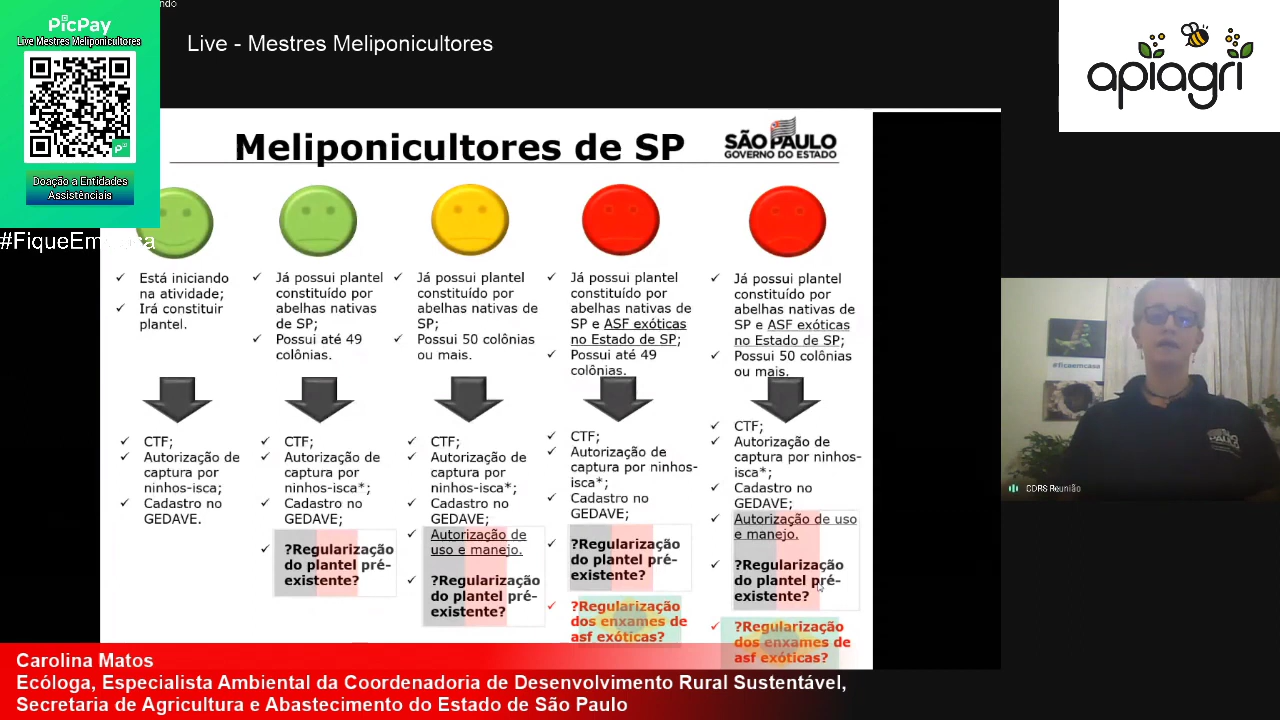 ndo
PicPay
Live Mestres Meliponicultores
Doação a Entidades
Assistênciais
#FiqueEm
sa
Live - Mestres Meliponicultores
apiagri
Meliponicultores de SP
SÃO PAULO
GOVERNO DO ESTADO
✓ Está iniciando
na atividade;
✓ Irá constituir
plantel.
✓ CTF;
✓ Autorização de
captura por
ninhos-isca;
✓ Cadastro no
GEDAVE.
✓ Já possui plantel
constituído por
abelhas nativas
de SP;
✓ Possui até 49
colônias.
✓ CTF;
✓ Autorização de
captura por
ninhos-isca*;
✓ Cadastro no
GEDAVE;
✓ ?Regularização
do plantel pré-
existente?
✓ Já possui plantel
constituído por
abelhas nativas de
SP;
✓ Possui 50 colônias
ou mais.
✓ CTF;
✓ Autorização de
captura por
ninhos-isca*;
✓ Cadastro no
GEDAVE;
✓ Autorização de
uso e manejo.
✓ ?Regularização
do plantel pré-
existente?
✓ Já possui plantel
constituído por
abelhas nativas de
SP e ASF exóticas
no Estado de SP;
✓ Possui até 49
colônias.
✓ CTF;
✓ Autorização de
captura por ninhos-
isca*;
✓ Cadastro no
GEDAVE;
✓ ?Regularização
do plantel pré-
existente?
✓ ?Regularização
dos enxames de
asf exóticas?
✓ Já possui plantel
constituído por
abelhas nativas de
SP e ASF exóticas
no Estado de SP;
✓ Possui 50 colônias
ou mais.
✓ CTF;
✓ Autorização de
captura por ninhos-
isca*;
✓ Cadastro no
GEDAVE;
✓ Autorização de uso
e manejo.
✓ ?Regularização
do plantel pré-
existente?
✓ ?Regularização
dos enxames de
asf exóticas?
#ficaemcasa
CDRS Reunião
Carolina Matos
Ecóloga, Especialista Ambiental da Coordenadoria de Desenvolvimento Rural Sustentável,
Secretaria de Agricultura e Abastecimento do Estado de São Paulo